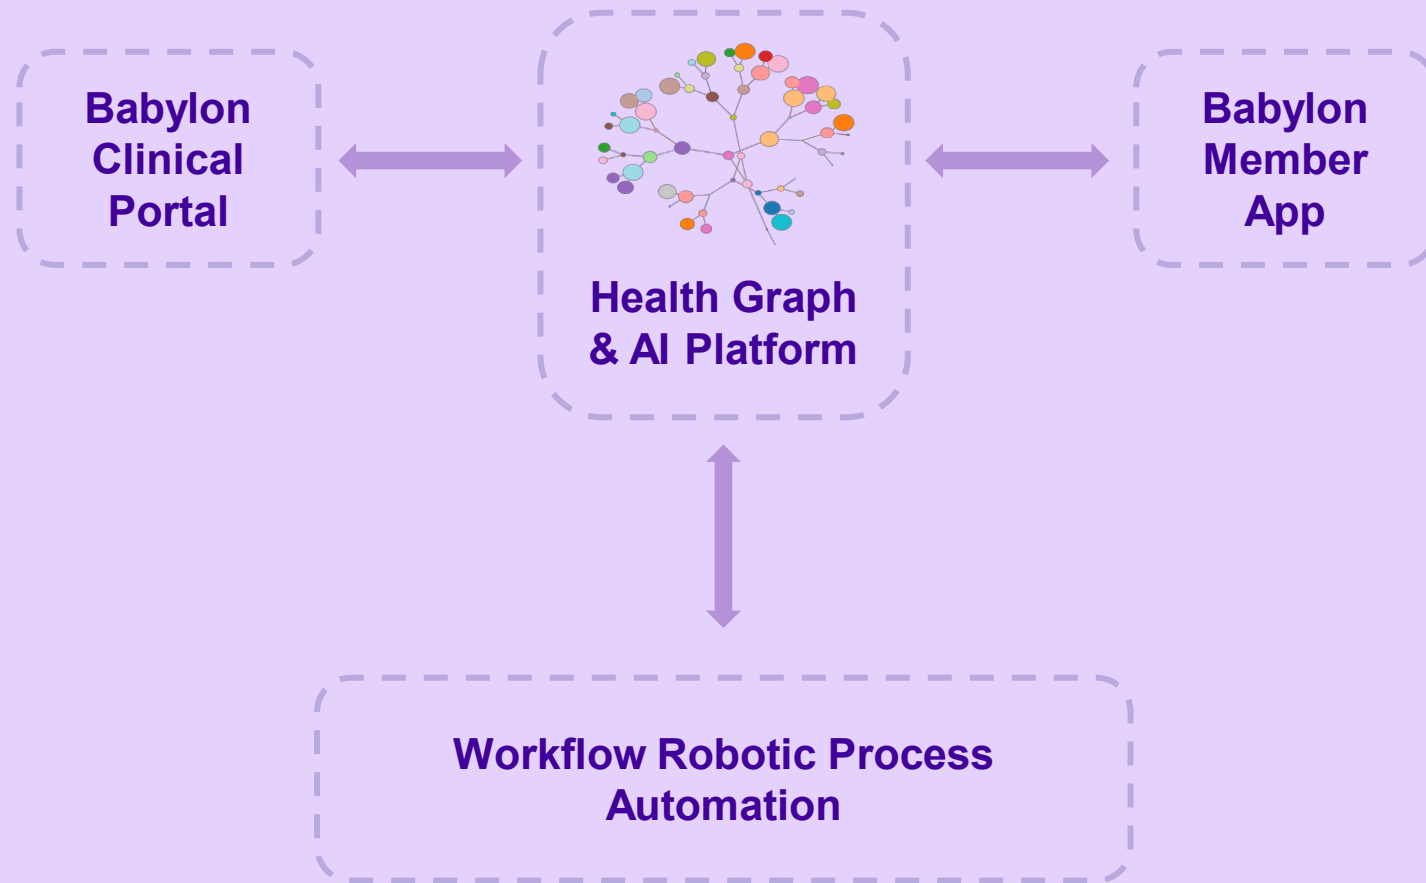 Babylon
Clinical
Portal
Health Graph
& AI Platform
Babylon
Member
App
Workflow Robotic Process
Automation